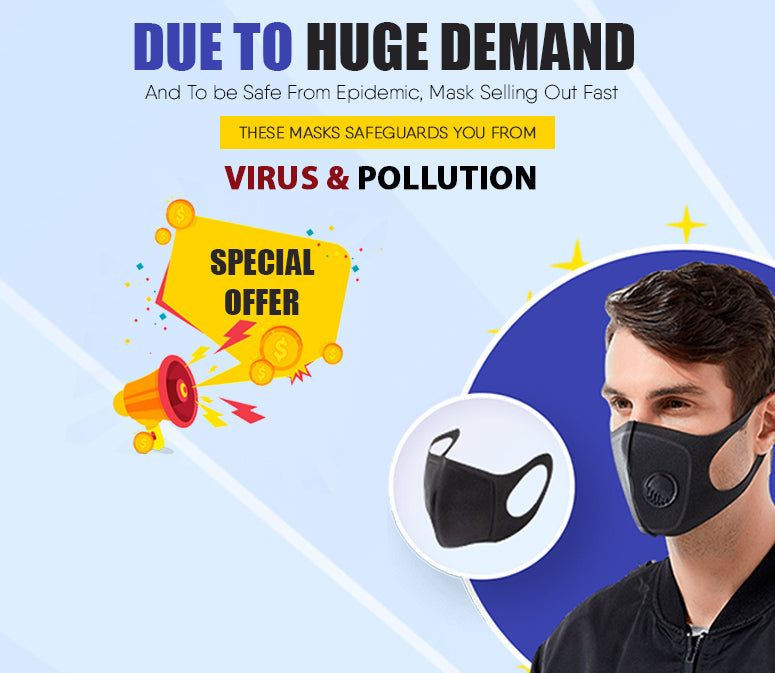 DUE TO HUGE DEMAND
And To be Safe From Epidemic, Mask Selling Out Fast
THESE MASKS SAFEGUARDS YOU FROM
VIRUS & POLLUTION
SPECIAL
OFFER